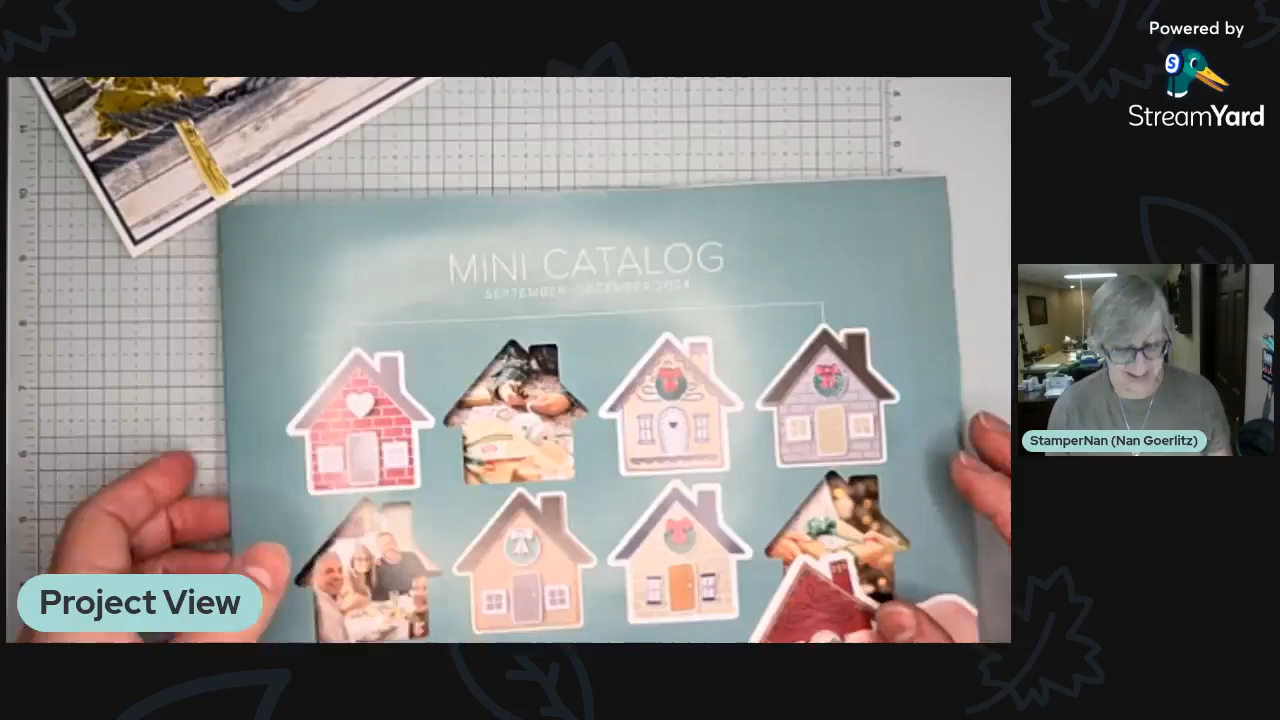 Powered by
StreamYard
MINI CATALOG
SEPTEMBER-DECEMBER 2024
StamperNan (Nan Goerlitz)
Project View